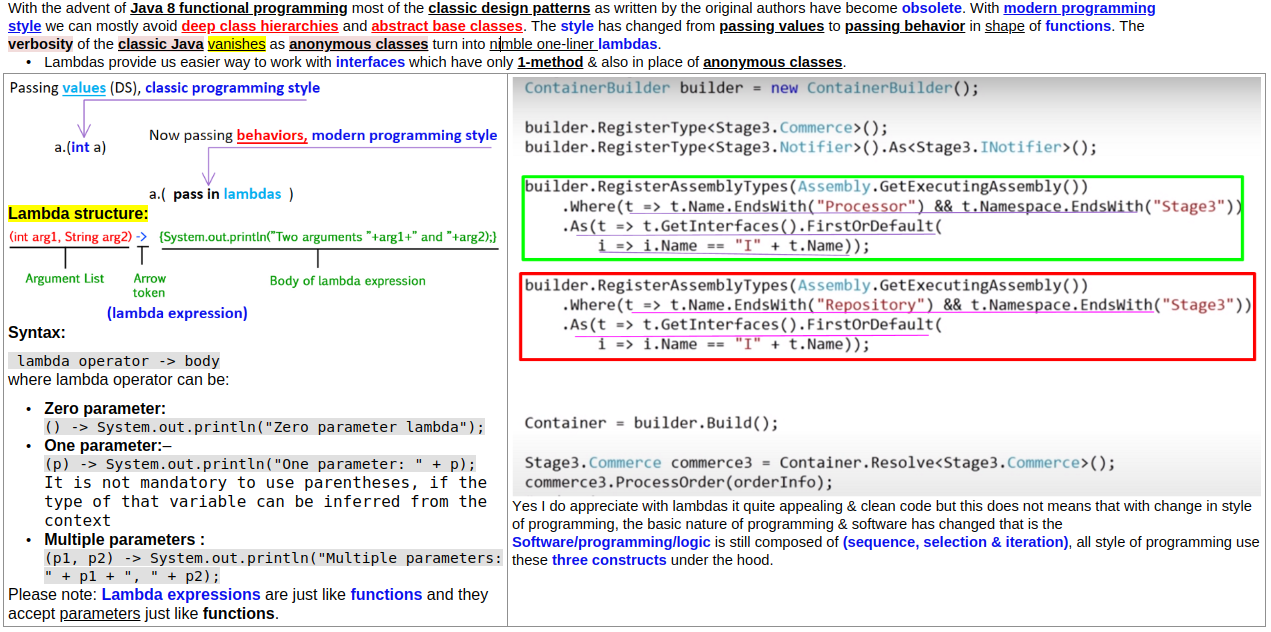 With the advent of Java 8 functional programming most of the classic design patterns as written by the original authors have become obsolete. With modern programming
style we can mostly avoid deep class hierarchies and abstract base classes. The style has changed from passing values to passing behavior in shape of functions. The
verbosity of the classic Java vanishes as anonymous classes turn into nimble one-liner lambdas.
• Lambdas provide us easier way to work with interfaces which have only 1-method & also in place of anonymous classes.
Passing values (DS), classic programming style
a.(int a)
Now passing behaviors, modern programming style
a.( pass in lambdas )
Lambda structure:
(int arg1, String arg2) -> {System.out.println("Two arguments "+arg1+" and "+arg2);}
Argument List
Arrow
token
Body of lambda expression
(lambda expression)
Syntax:
lambda operator -> body
where lambda operator can be:
• Zero parameter:
() -> System.out.println("Zero parameter lambda");
• One parameter:–
(p) -> System.out.println("One parameter: " + p);
It is not mandatory to use parentheses, if the
type of that variable can be inferred from the
context
• Multiple parameters :
(p1, p2) -> System.out.println("Multiple parameters:
" + p1 + ", " + p2);
Please note: Lambda expressions are just like functions and they
accept parameters just like functions.
ContainerBuilder builder = new ContainerBuilder();
builder.RegisterType<Stage3.Commerce>();
builder.RegisterType<Stage3.Notifier>().As<Stage3.INotifier>();
builder.RegisterAssemblyTypes(Assembly.GetExecutingAssembly())
.Where(t => t.Name.EndsWith("Processor") && t.Namespace.EndsWith("Stage3"))
.As(t => t.GetInterfaces().FirstOrDefault(
i => i.Name == "I" + t.Name));
builder.RegisterAssemblyTypes(Assembly.GetExecutingAssembly())
.Where(t => t.Name.EndsWith("Repository") && t.Namespace.EndsWith("Stage3"))
.As(t => t.GetInterfaces().FirstOrDefault(
i => i.Name == "I" + t.Name));
Container = builder.Build();
Stage3.Commerce commerce3 = Container.Resolve<Stage3.Commerce>();
commerce3.ProcessOrder(orderInfo);
Yes I do appreciate with lambdas it quite appealing & clean code but this does not means that with change in style
of programming, the basic nature of programming & software has changed that is the
Software/programming/logic is still composed of (sequence, selection & iteration), all style of programming use
these three constructs under the hood.